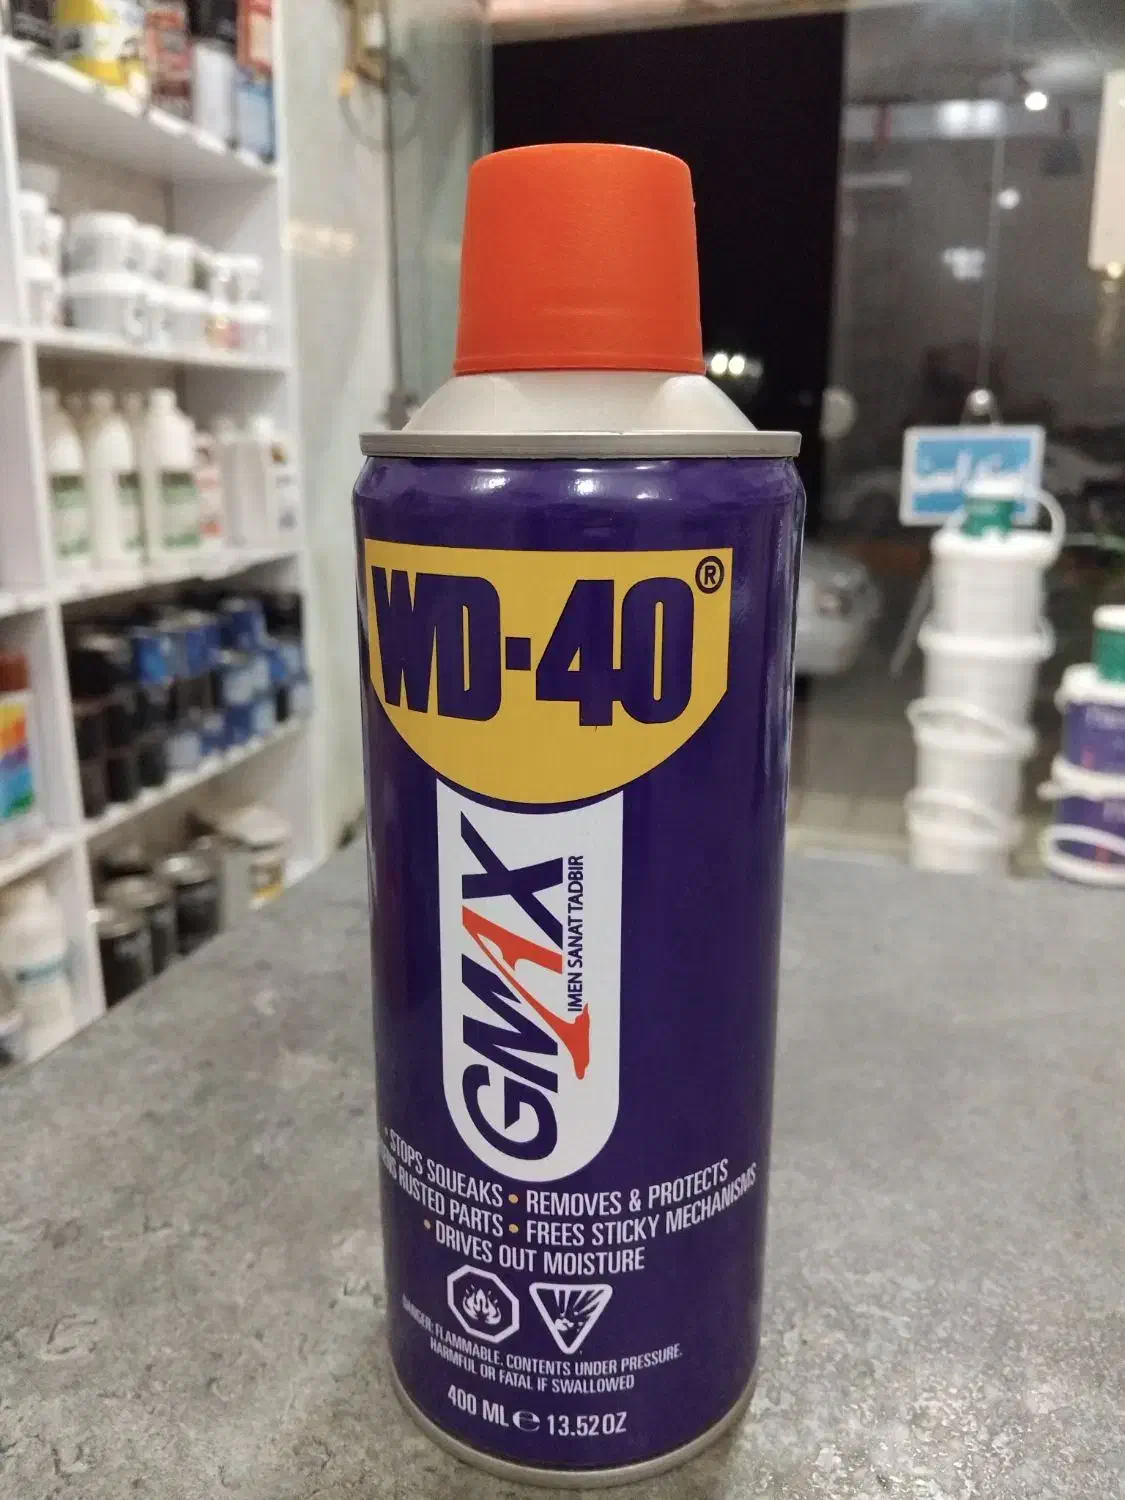 WD-40®
GMAX
IMEN SANAT TADBIR
• STOPS SQUEAKS • REMOVES & PROTECTS
RUSTED PARTS • FREES STICKY MECHANISMS
• DRIVES OUT MOISTURE
DANGER: FLAMMABLE. CONTENTS UNDER PRESSURE.
HARMFUL OR FATAL IF SWALLOWED
400 ML ℮ 13.52 OZ